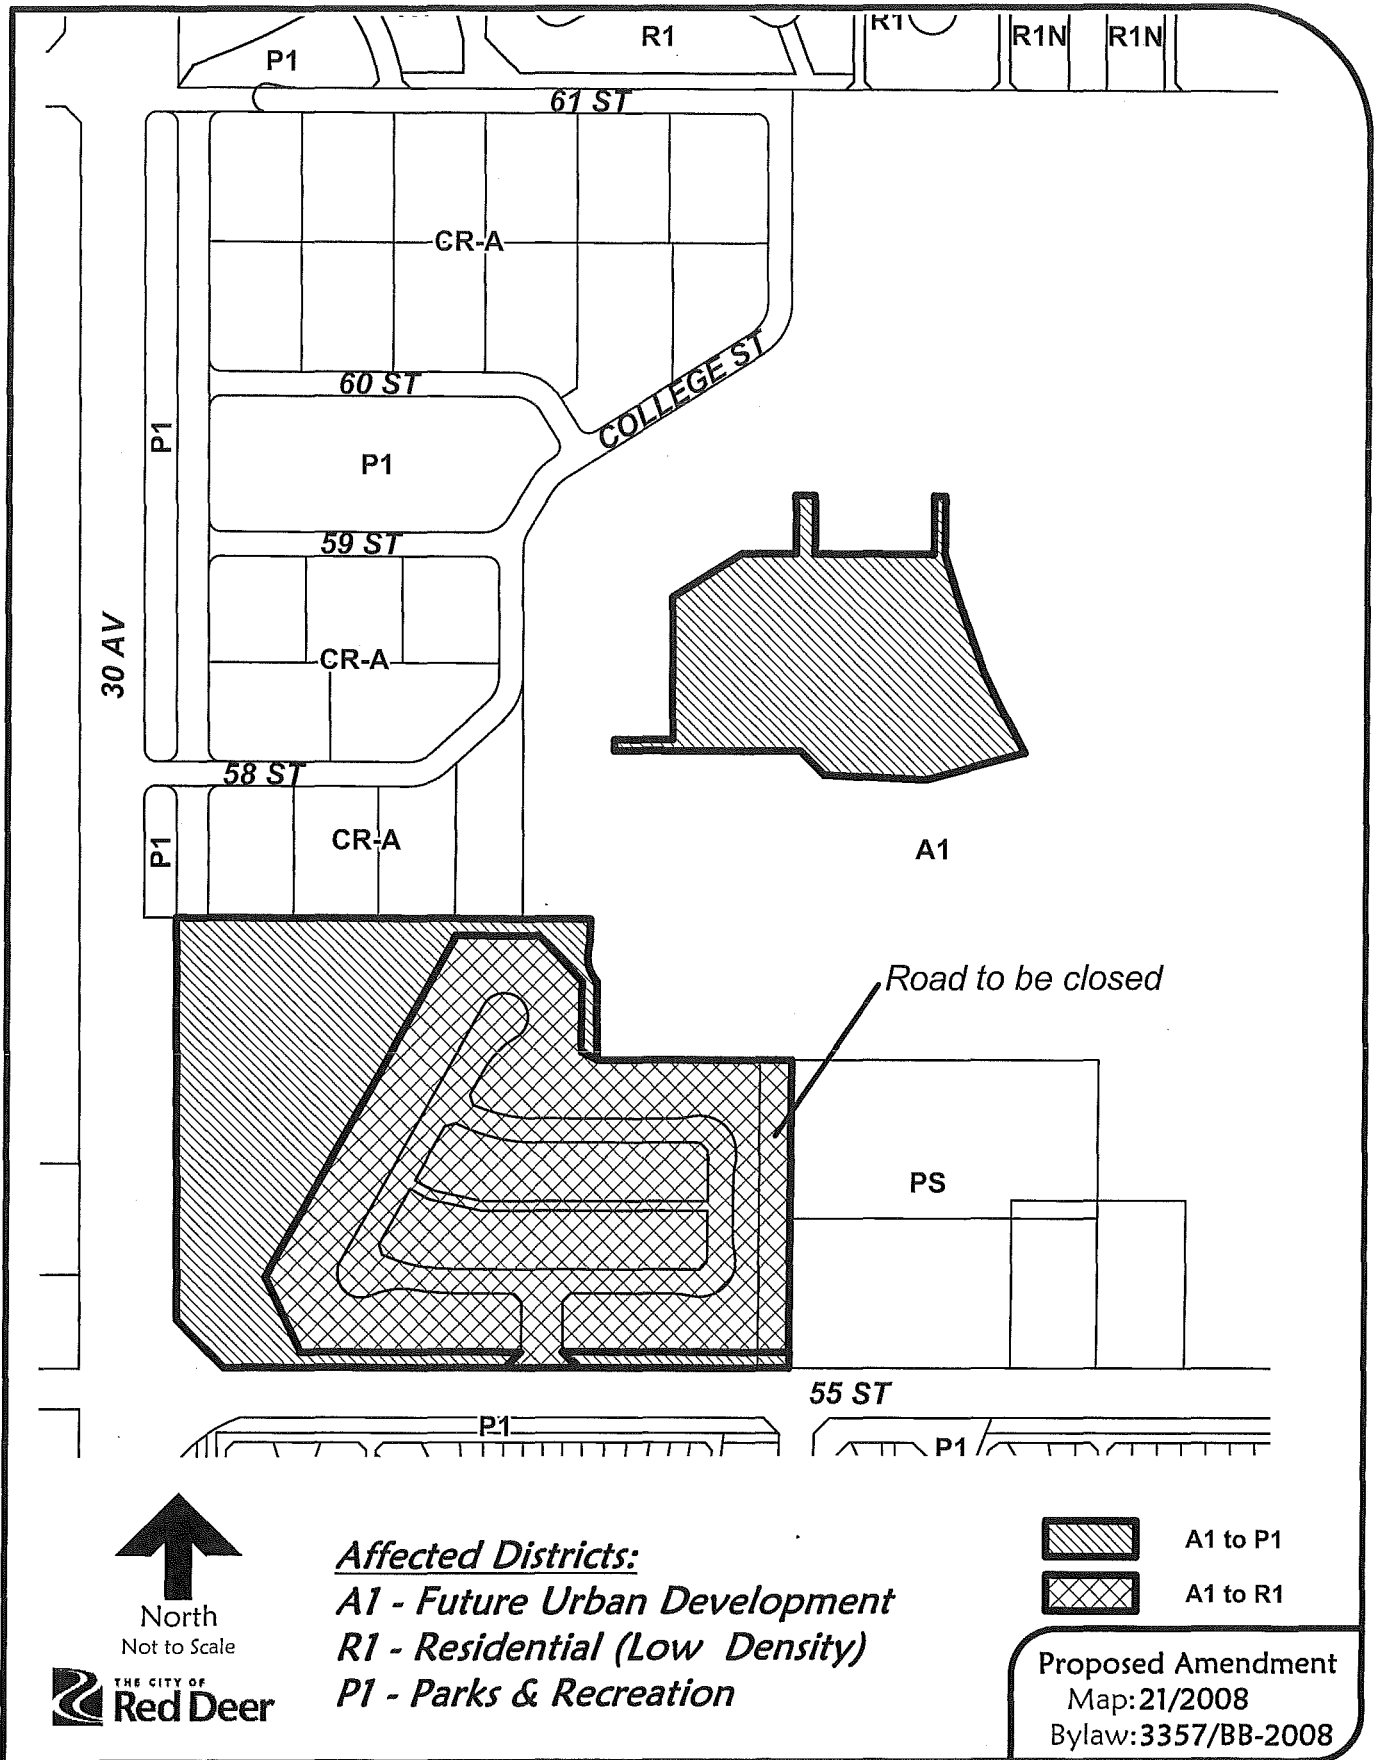 P1
R1
R1
R1N
R1N
61 ST
CR-A
60 ST
COLLEGE ST
P1
P1
59 ST
30 AV
CR-A
58 ST
P1
CR-A
A1
Road to be closed
PS
55 ST
P1
P1
North
Not to Scale
THE CITY OF
Red Deer
Affected Districts:
A1 - Future Urban Development
R1 - Residential (Low Density)
P1 - Parks & Recreation
A1 to P1
A1 to R1
Proposed Amendment
Map: 21/2008
Bylaw: 3357/BB-2008